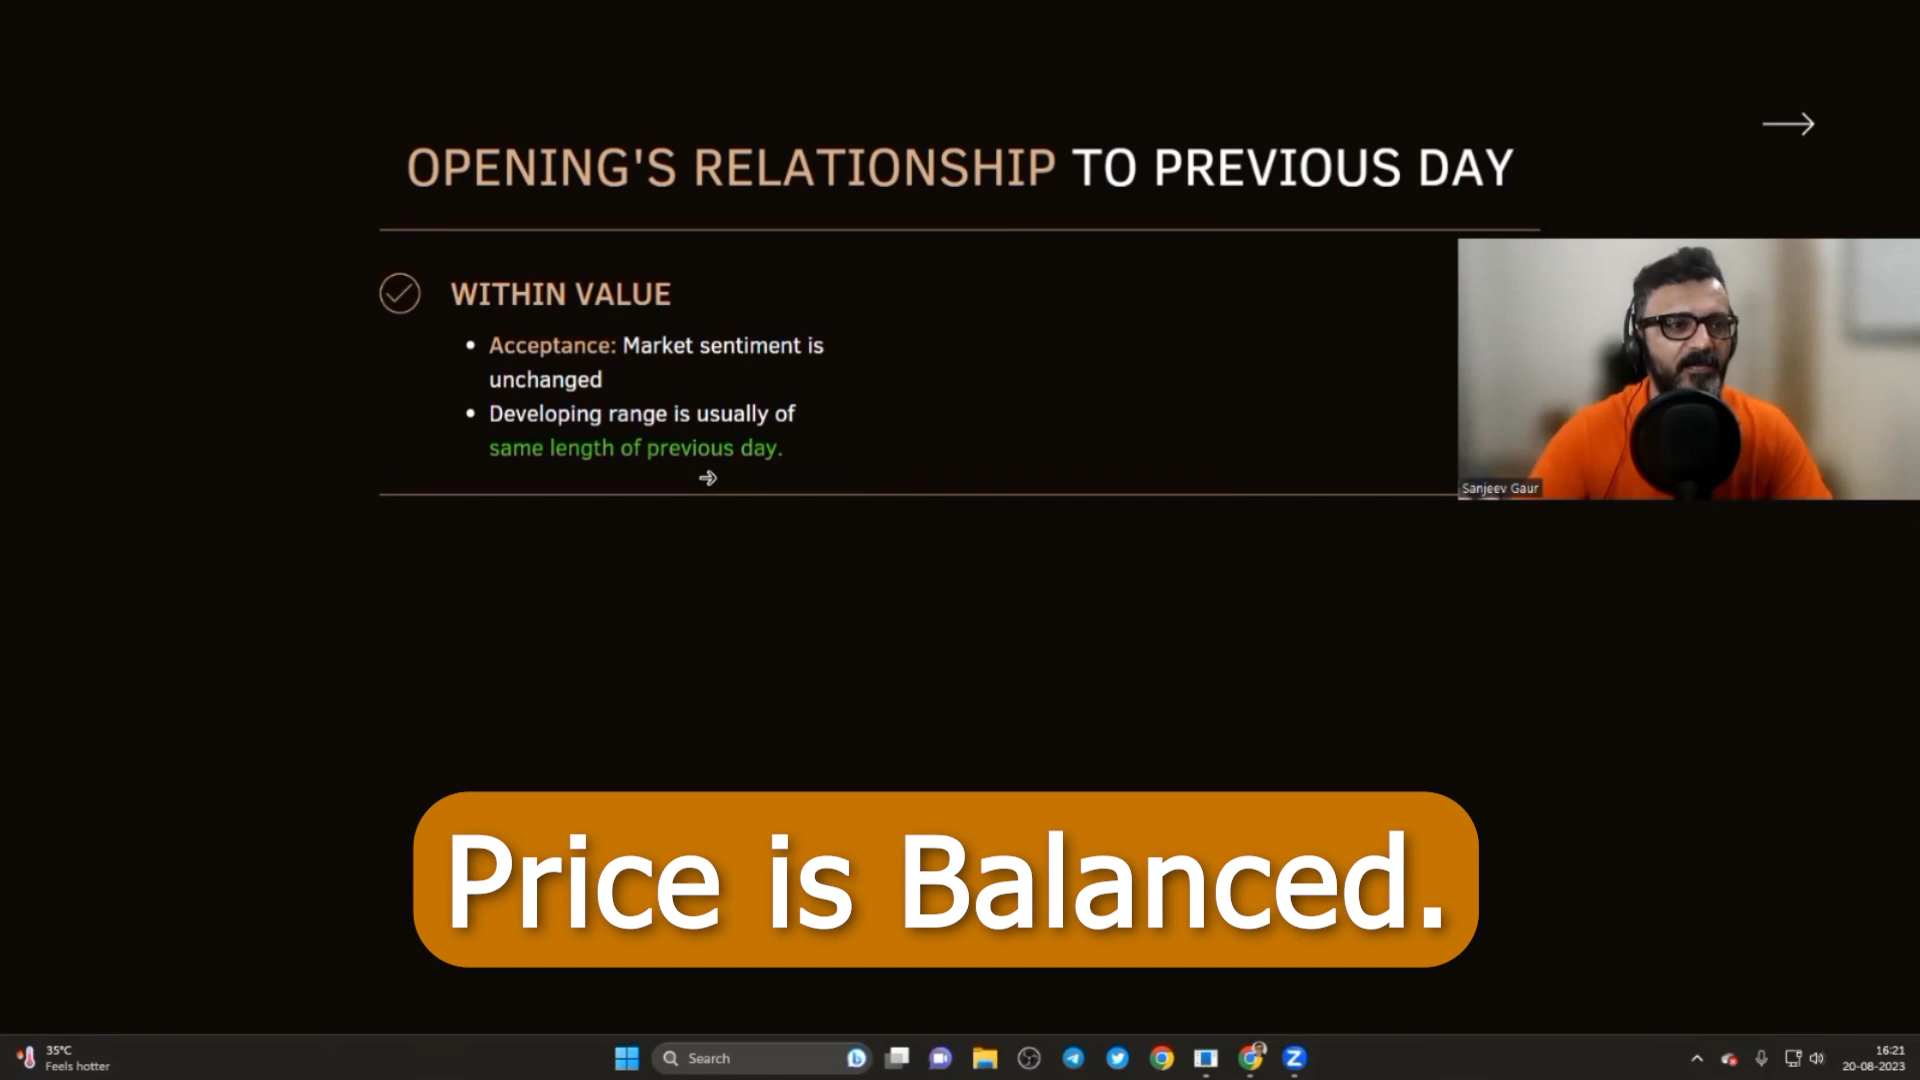 OPENING'S RELATIONSHIP TO PREVIOUS DAY
WITHIN VALUE
Acceptance: Market sentiment is
unchanged
Developing range is usually of
same length of previous day.
Sanjeev Gaur
Price is Balanced.
35°C
Feels hotter
Search
16:21
20-08-2023